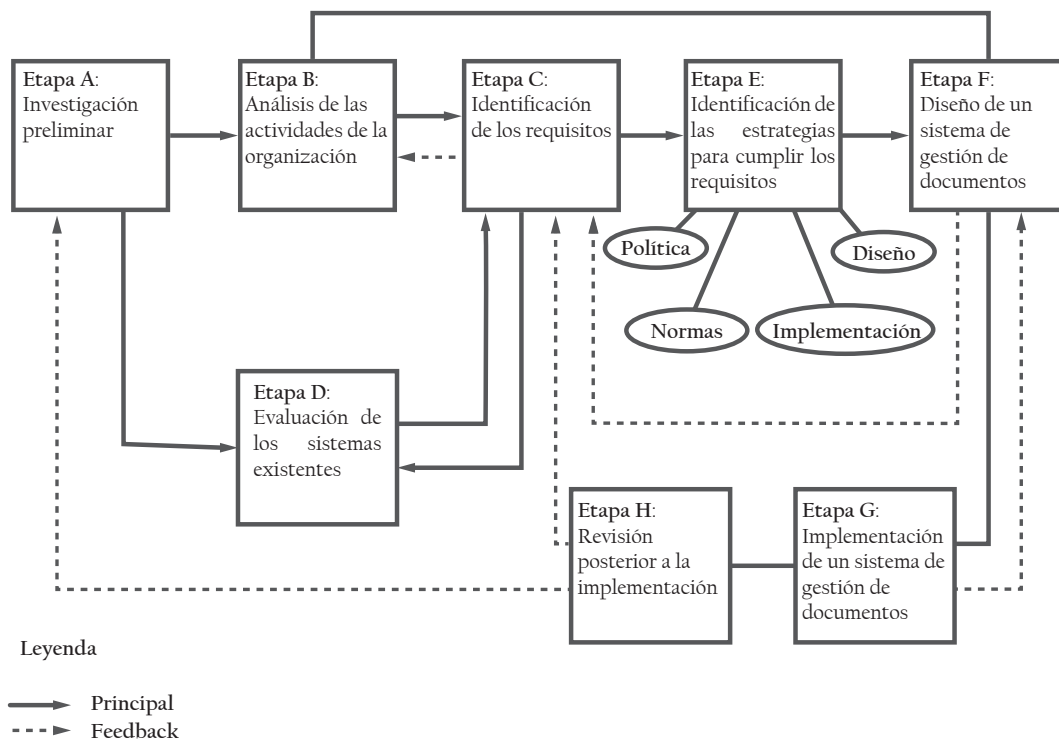 Etapa A:
Investigación
preliminar
Etapa B:
Análisis de las
actividades de la
organización
Etapa C:
Identificación
de los requisitos
Etapa E:
Identificación de
las estrategias
para cumplir los
requisitos
Etapa F:
Diseño de un
sistema de
gestión de
documentos
Política
Diseño
Normas
Implementación
Etapa D:
Evaluación de
los sistemas
existentes
Etapa H:
Revisión
posterior a la
implementación
Etapa G:
Implementación
de un sistema de
gestión de
documentos
Leyenda
Principal
Feedback